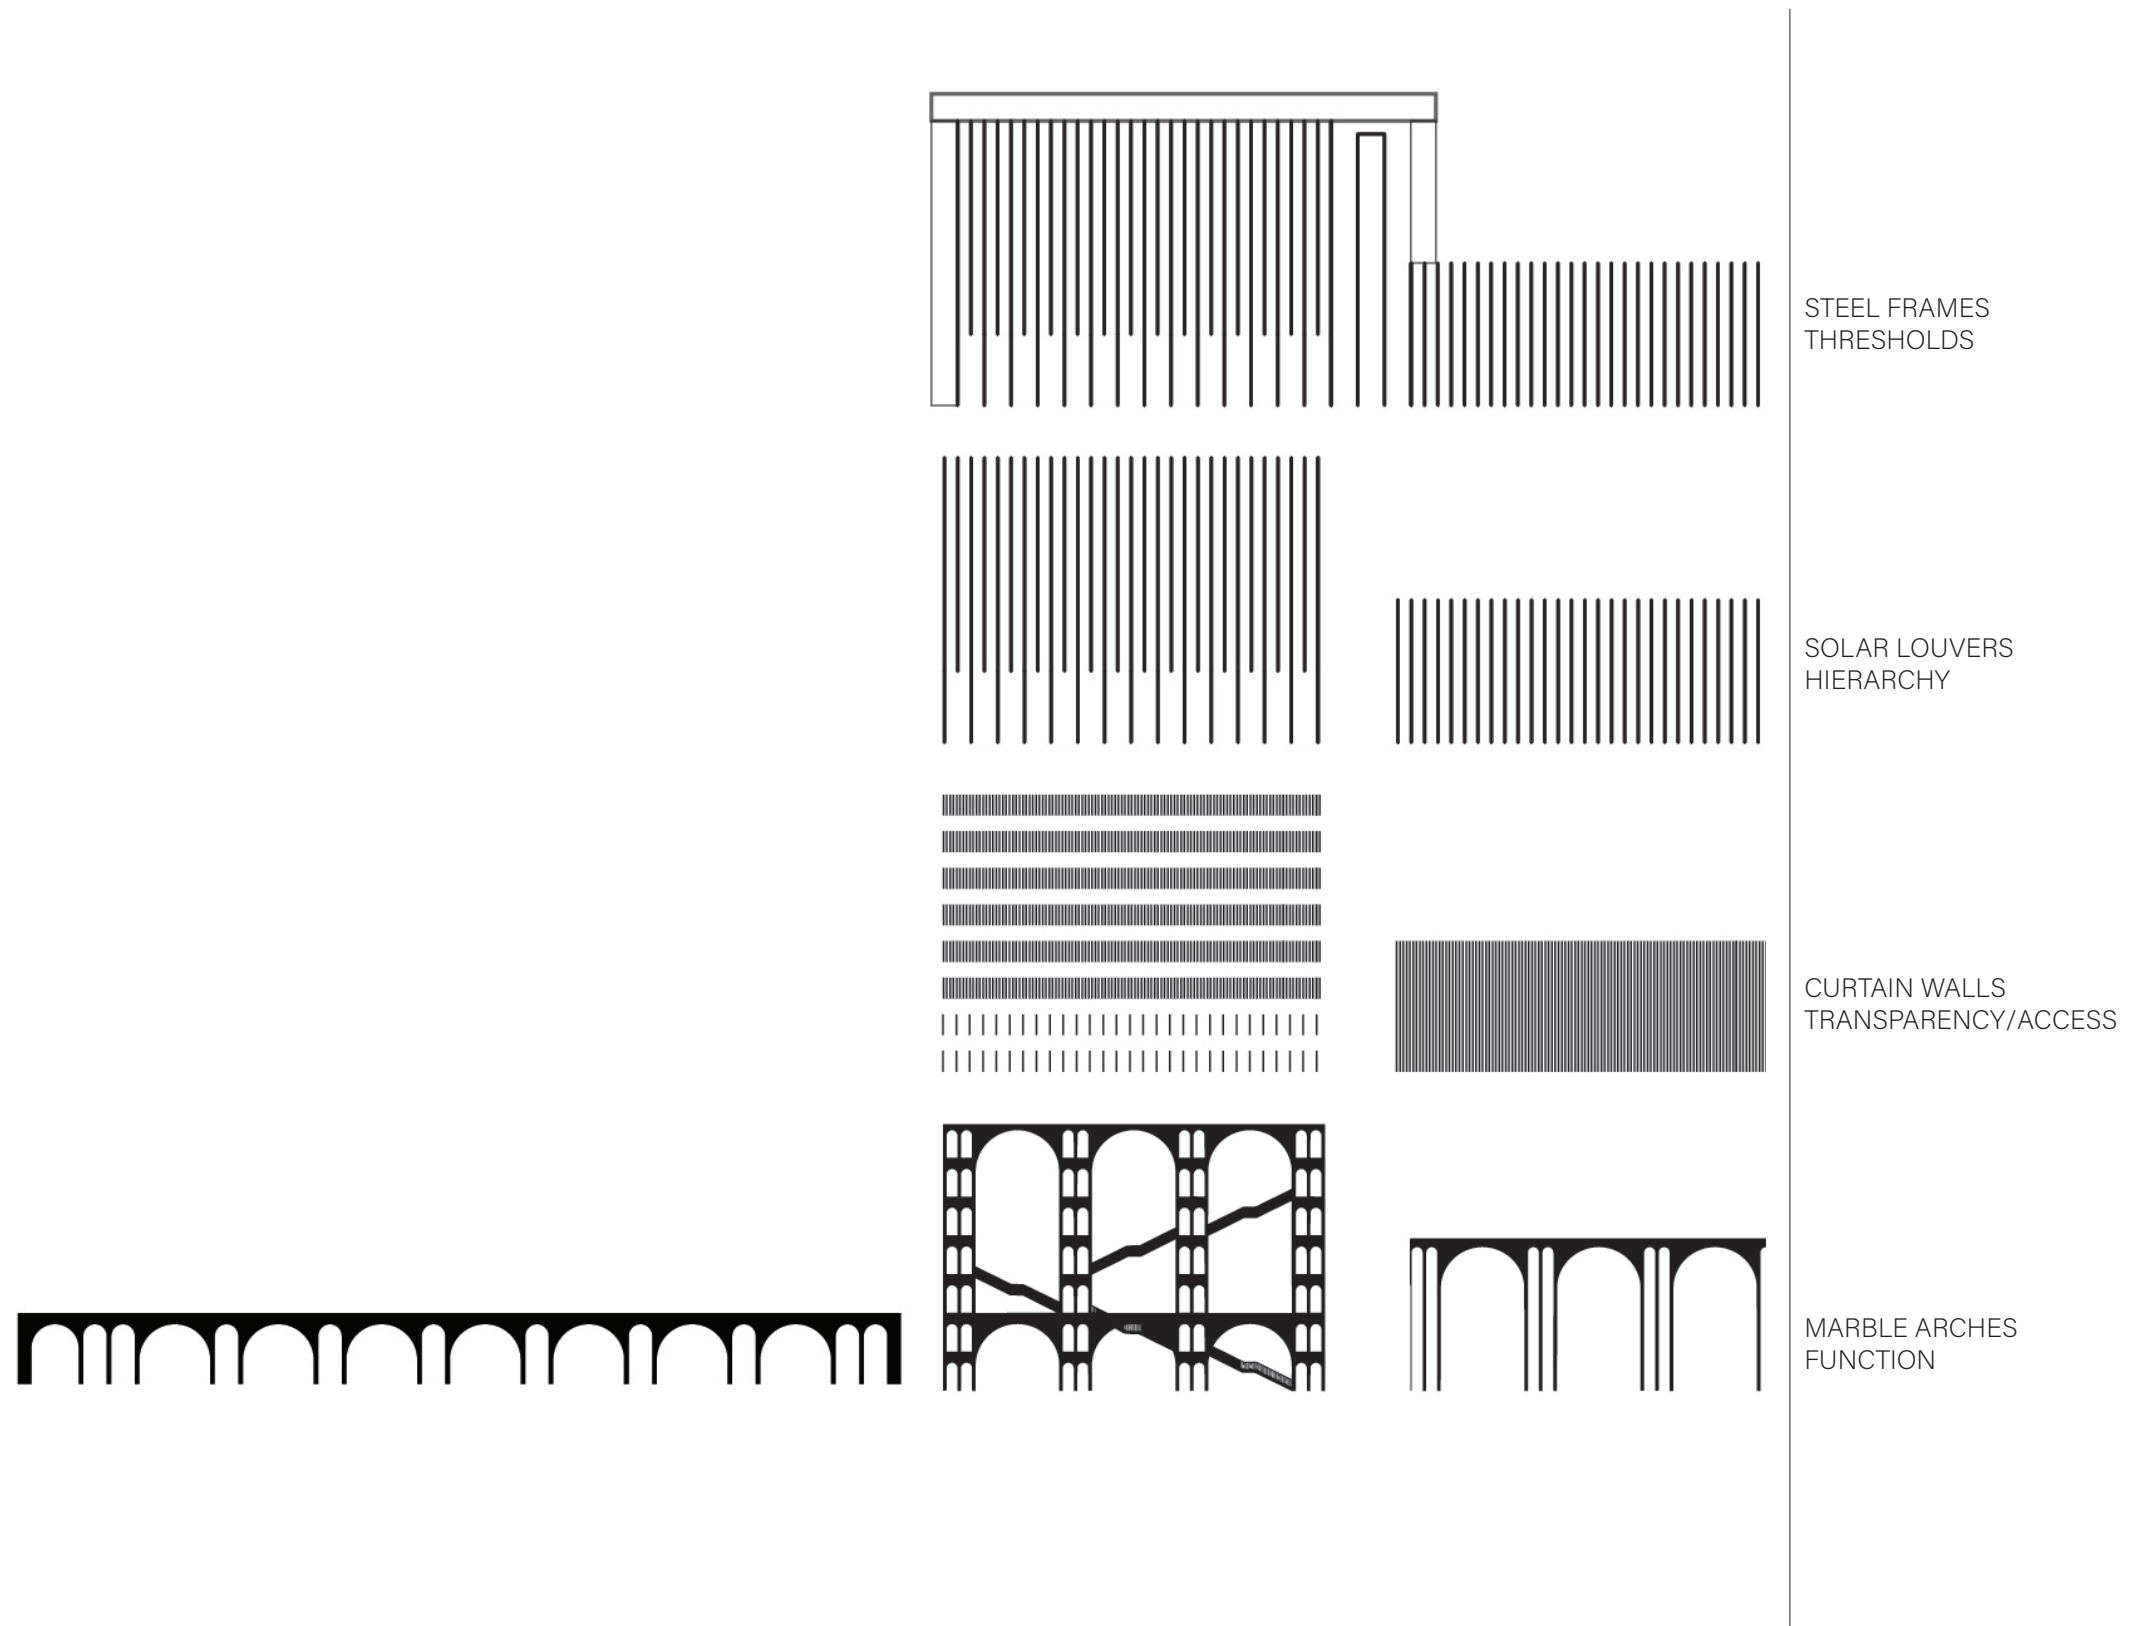 STEEL FRAMES
THRESHOLDS
SOLAR LOUVERS
HIERARCHY
CURTAIN WALLS
TRANSPARENCY/ACCESS
MARBLE ARCHES
FUNCTION